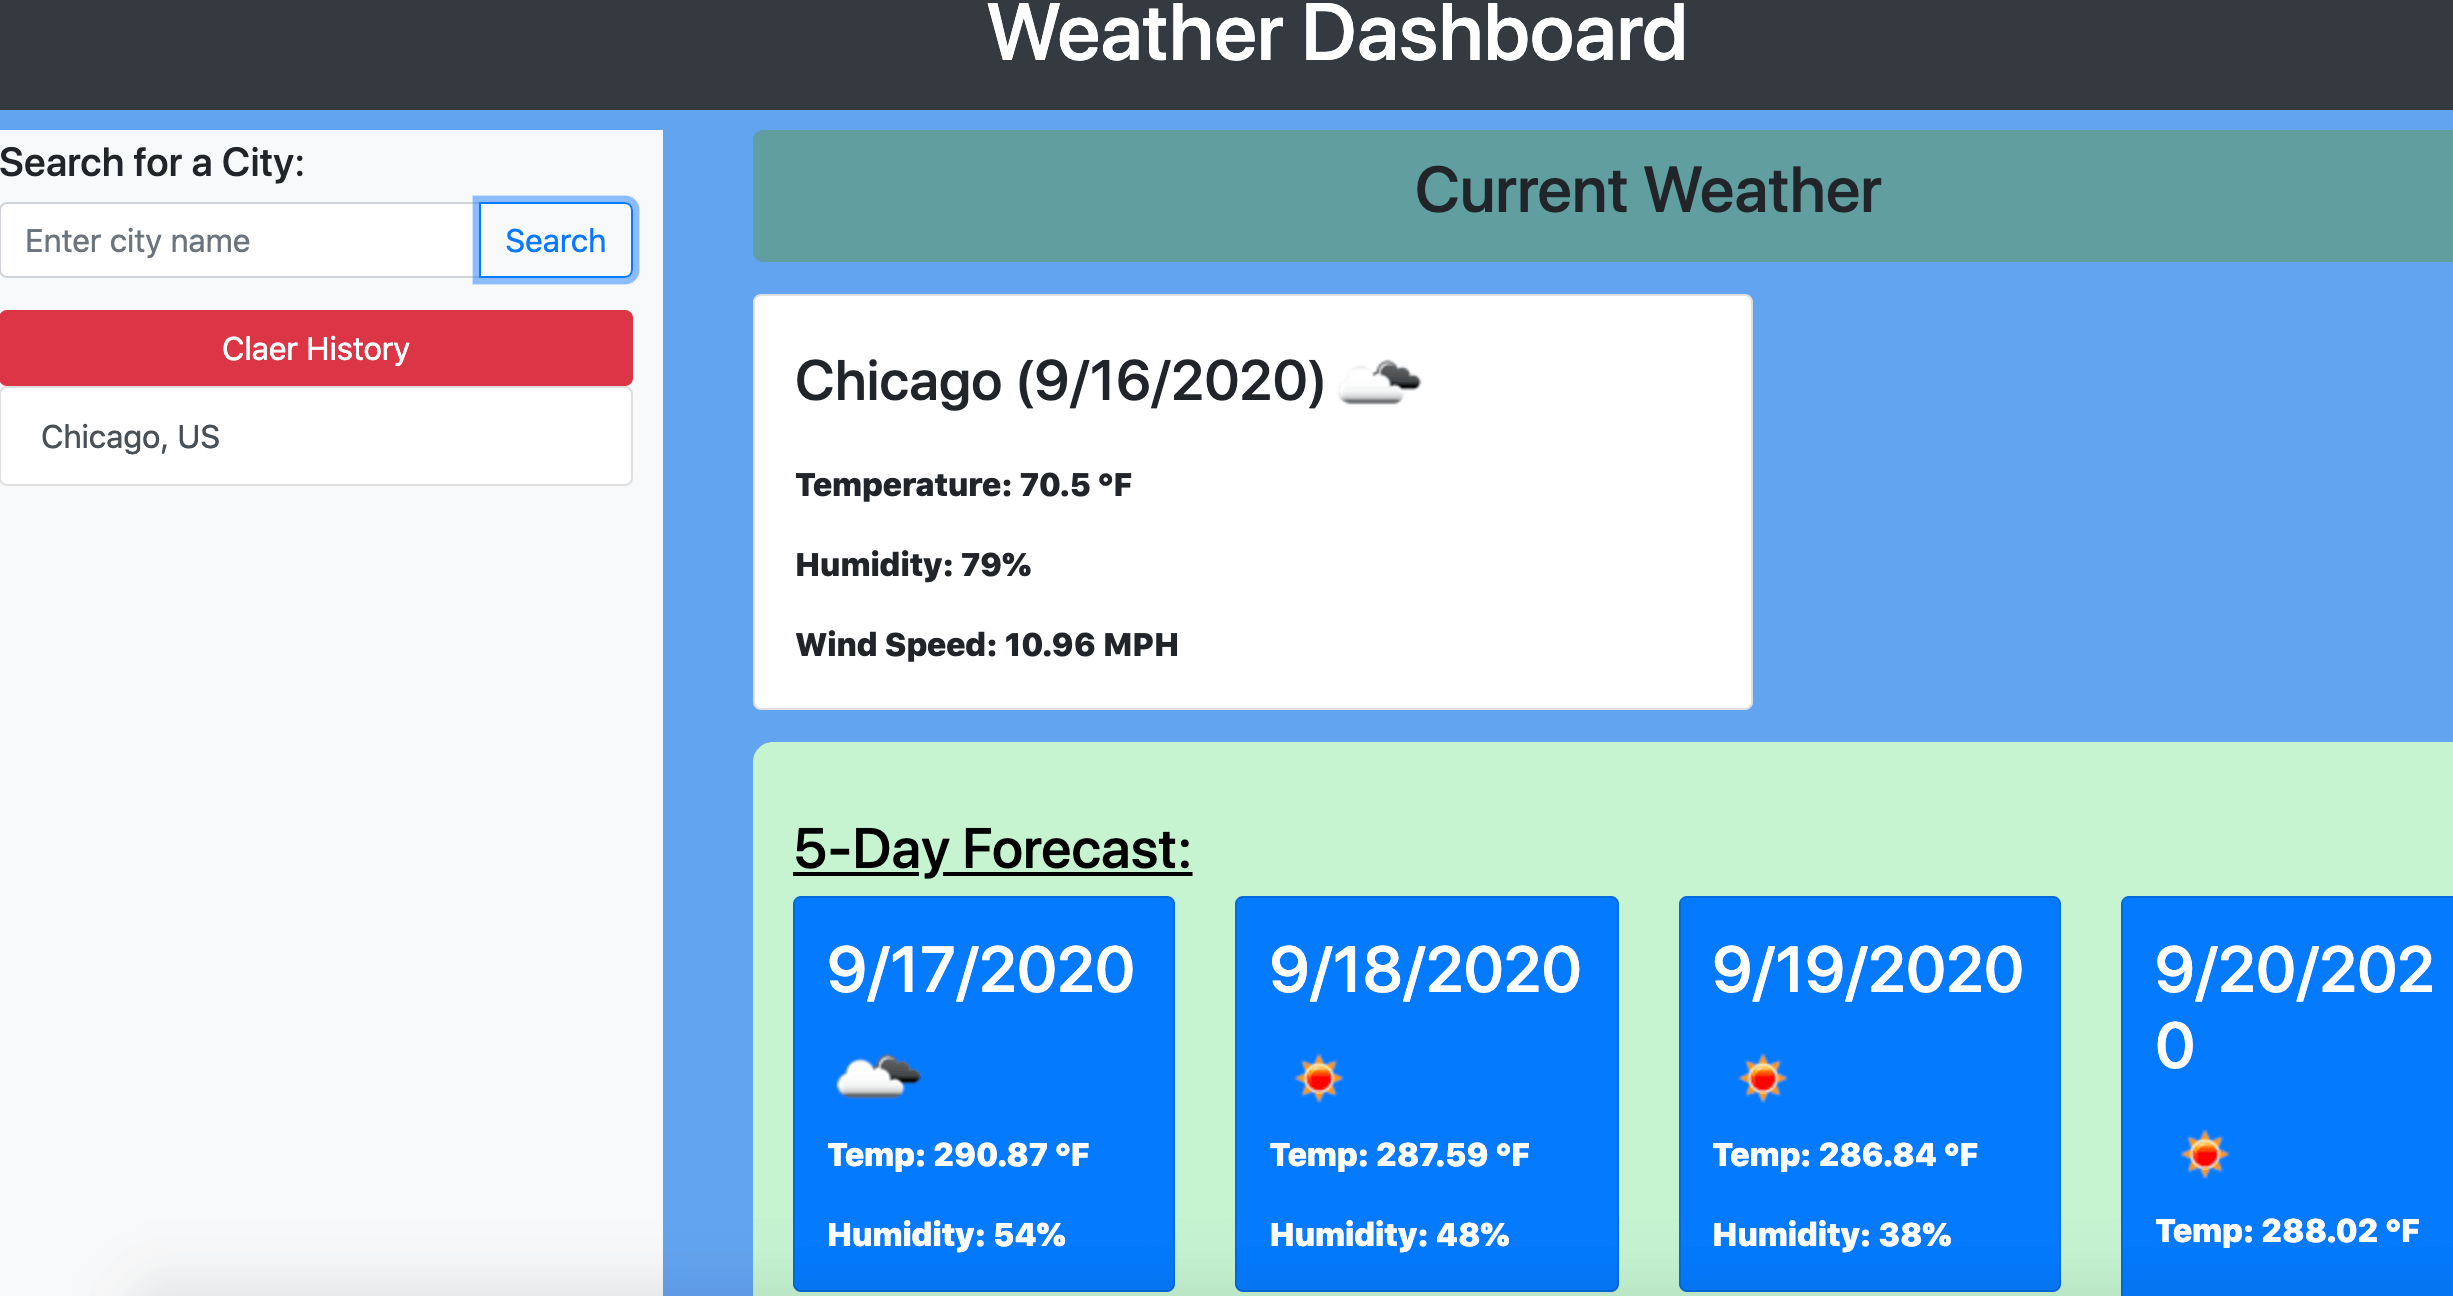 Weather Dashboard
Search for a City:
Enter city name
Search
Claer History
Chicago, US
Current Weather
Chicago (9/16/2020)
Temperature: 70.5 °F
Humidity: 79%
Wind Speed: 10.96 MPH
5-Day Forecast:
9/17/2020
Temp: 290.87 °F
Humidity: 54%
9/18/2020
Temp: 287.59 °F
Humidity: 48%
9/19/2020
Temp: 286.84 °F
Humidity: 38%
9/20/202
0
Temp: 288.02 °F